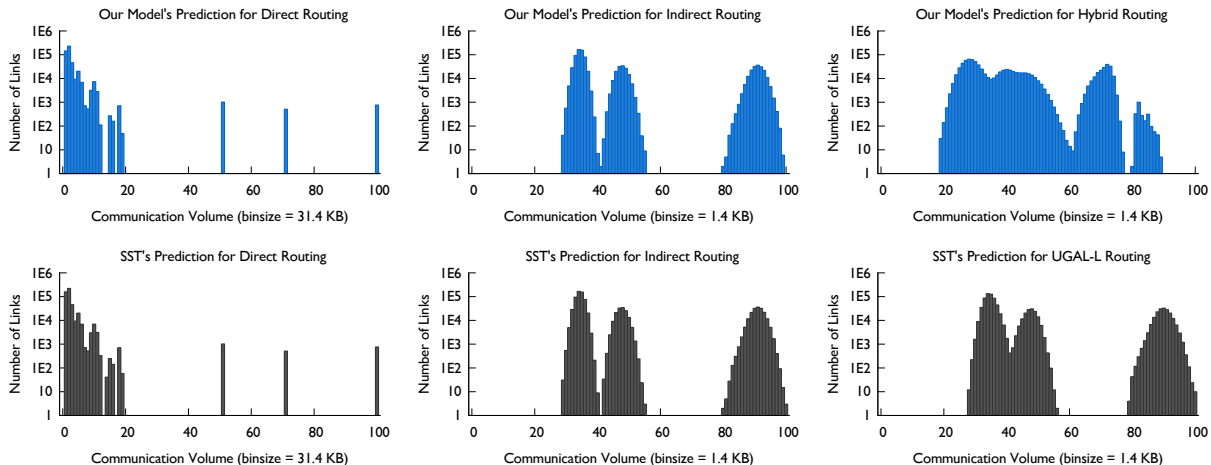 Our Model's Prediction for Direct Routing
Number of Links
1E6
1E5
1E4
1E3
1E2
10
1
0 20 40 60 80 100
Communication Volume (binsize = 31.4 KB)
Our Model's Prediction for Indirect Routing
Number of Links
1E6
1E5
1E4
1E3
1E2
10
1
0 20 40 60 80 100
Communication Volume (binsize = 1.4 KB)
Our Model's Prediction for Hybrid Routing
Number of Links
1E6
1E5
1E4
1E3
1E2
10
1
0 20 40 60 80 100
Communication Volume (binsize = 1.4 KB)
SST's Prediction for Direct Routing
Number of Links
1E6
1E5
1E4
1E3
1E2
10
1
0 20 40 60 80 100
Communication Volume (binsize = 31.4 KB)
SST's Prediction for Indirect Routing
Number of Links
1E6
1E5
1E4
1E3
1E2
10
1
0 20 40 60 80 100
Communication Volume (binsize = 1.4 KB)
SST's Prediction for UGAL-L Routing
Number of Links
1E6
1E5
1E4
1E3
1E2
10
1
0 20 40 60 80 100
Communication Volume (binsize = 1.4 KB)